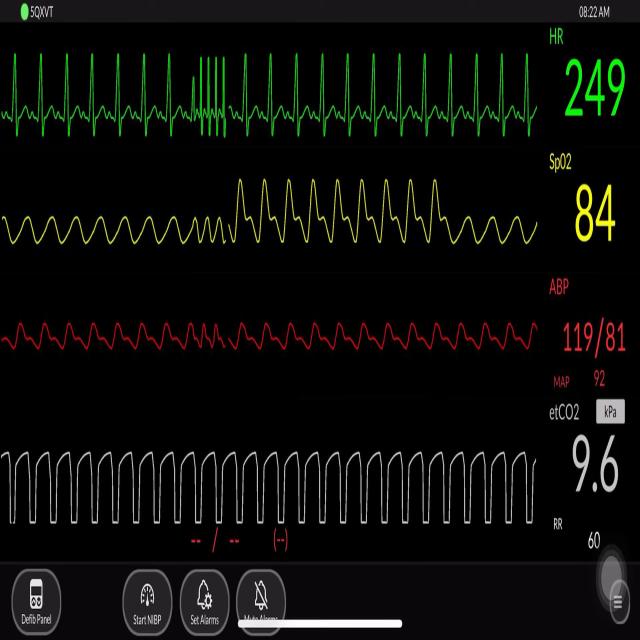 5QXVT
08:22 AM
HR
249
SpO2
84
ABP
119/81
MAP 92
etCO2 kPa
9.6
RR
60
-- / -- (--)
Defib Panel
Start NIBP
Set Alarms
Mute Alarms